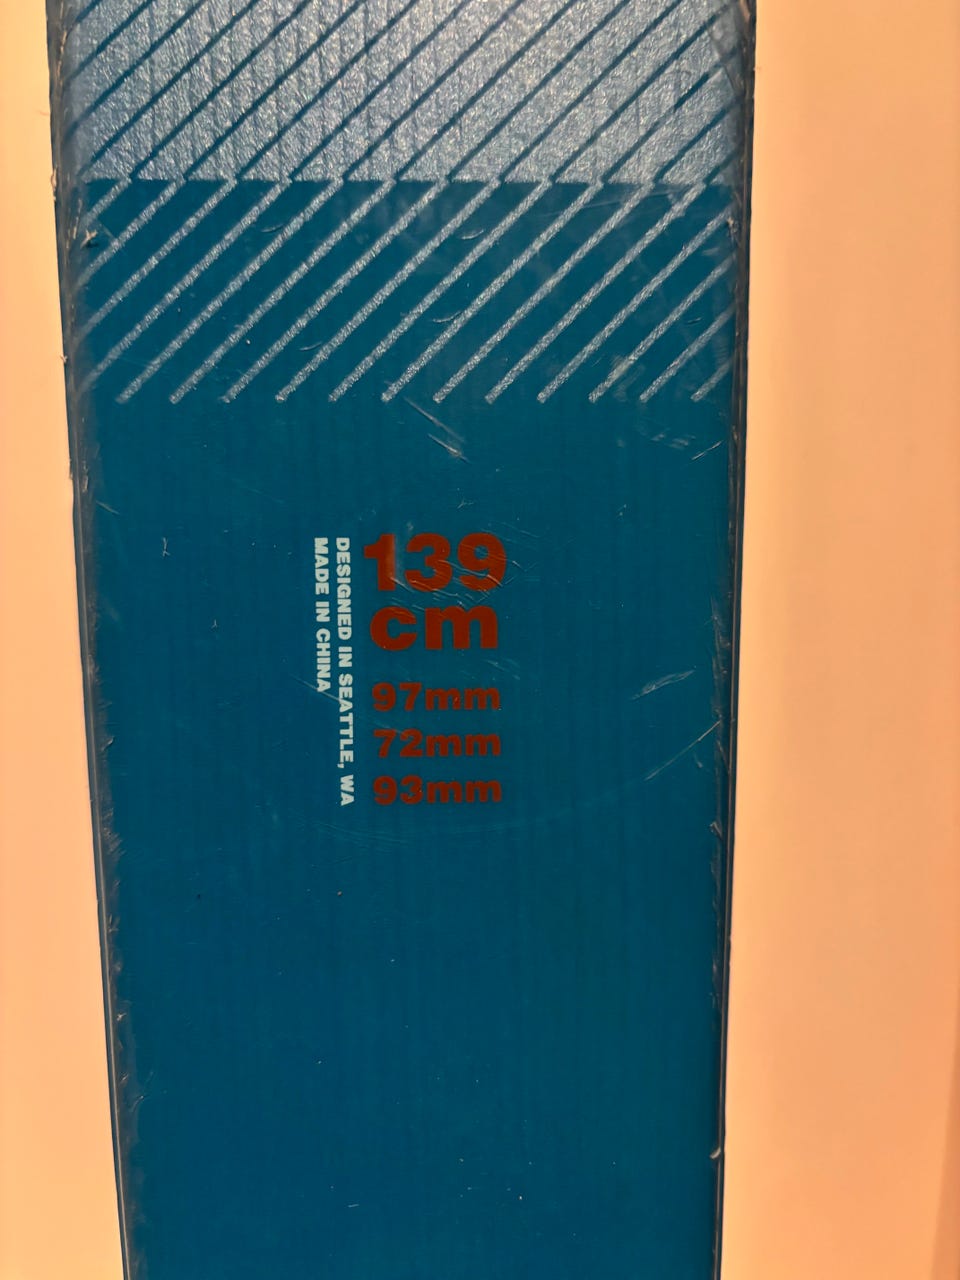 139
cm
97mm
72mm
93mm
DESIGNED IN SEATTLE, WA
MADE IN CHINA